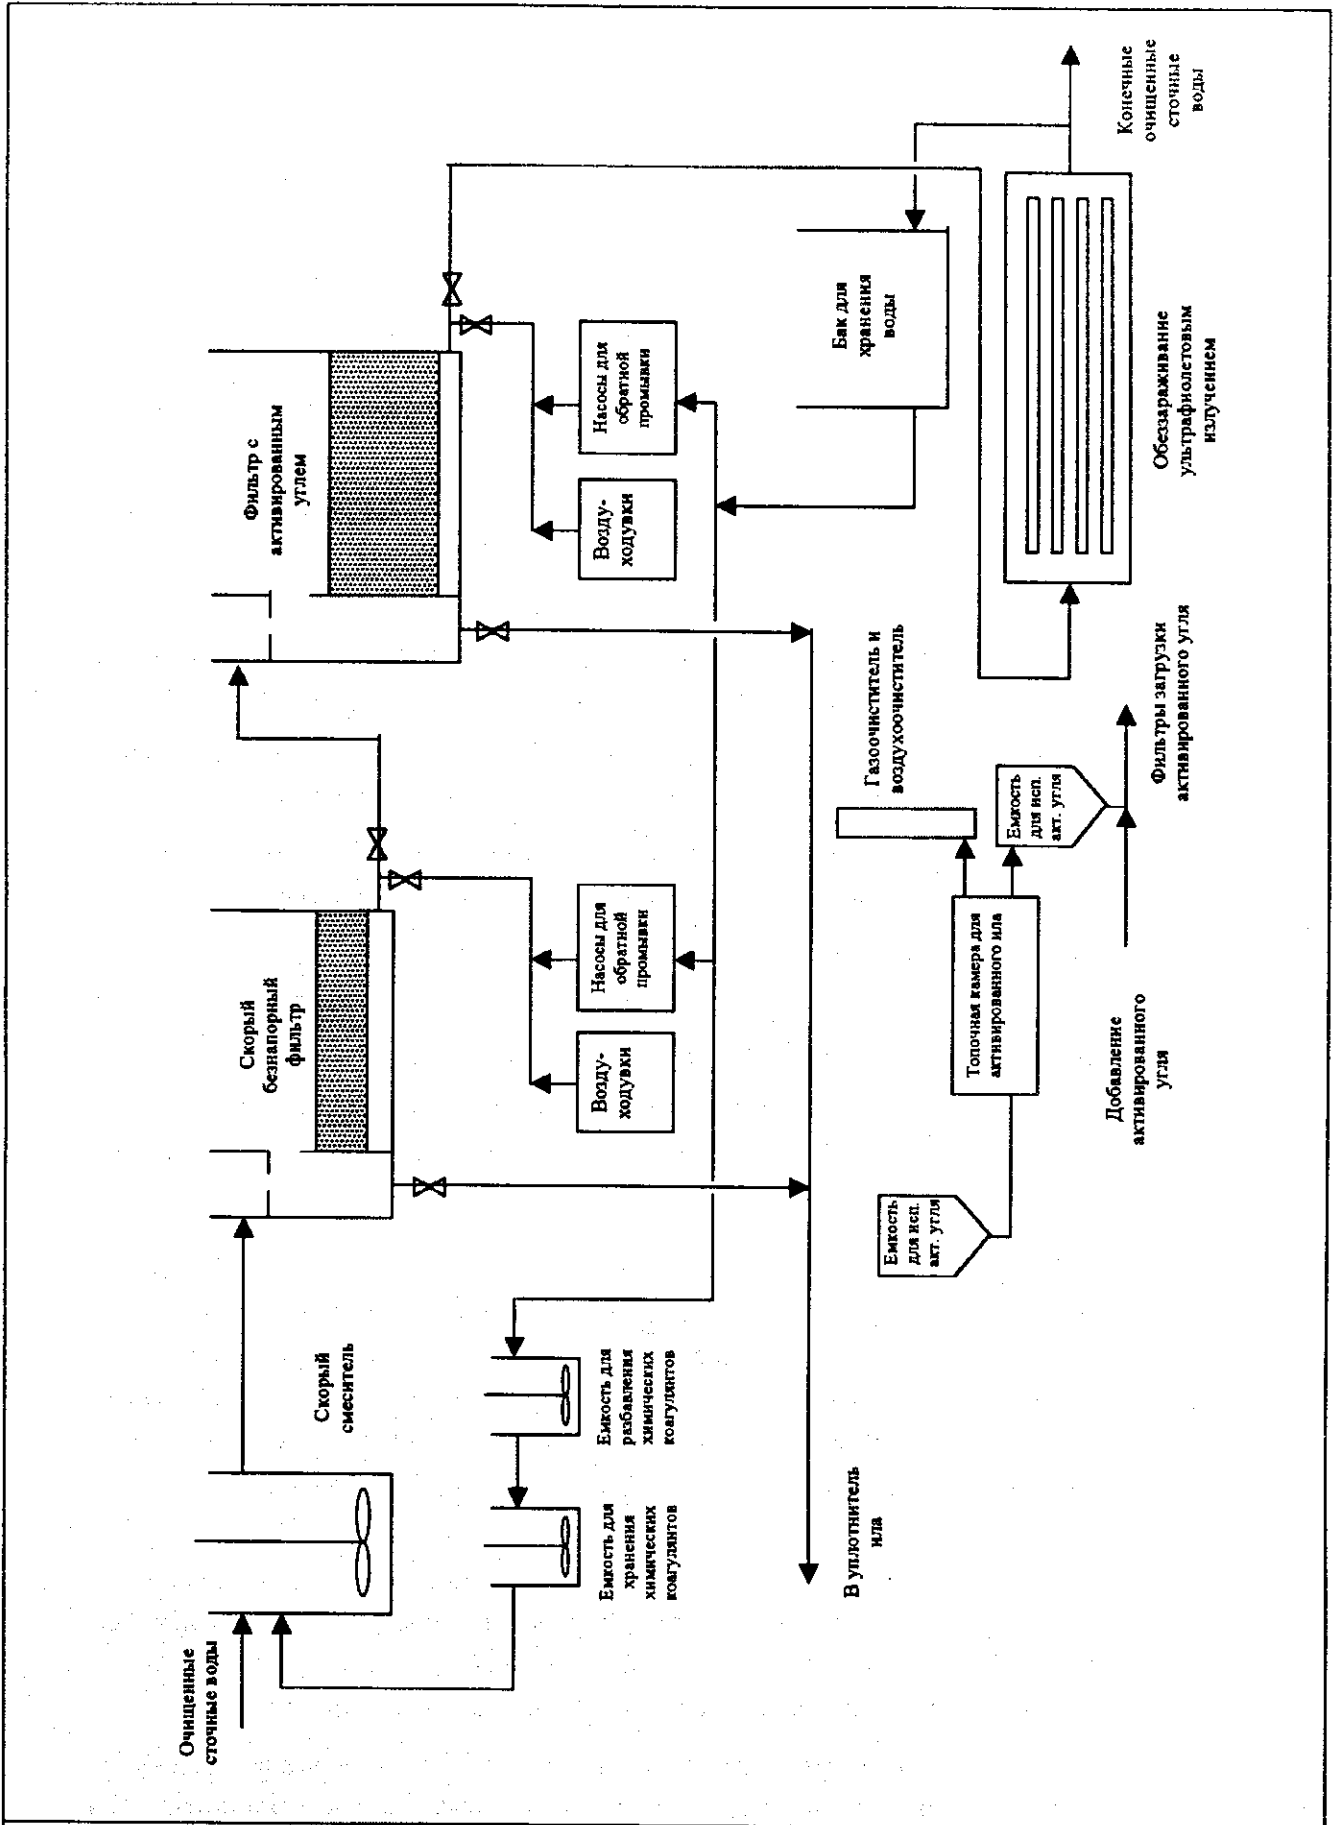 Очищенные
сточные воды
Скорый
смеситель
Скорый
безнапорный
фильтр
Фильтр с
активированным
углем
Емкость для
хранения
химических
коагулянтов
Емкость для
разбавления
химических
коагулянтов
Возду-
ходувки
Насосы для
обратной
промывки
Возду-
ходувки
Насосы для
обратной
промывки
Бак для
хранения
воды
Конечные
очищенные
сточные
воды
В уплотнитель
ила
Емкость
для исп.
акт. угля
Топочная камера для
активированного ила
Газоочиститель и
воздухоочиститель
Емкость
для исп.
акт. угля
Добавление
активированного
угля
Фильтры загрузки
активированного угля
Обеззараживание
ультрафиолетовым
излучением